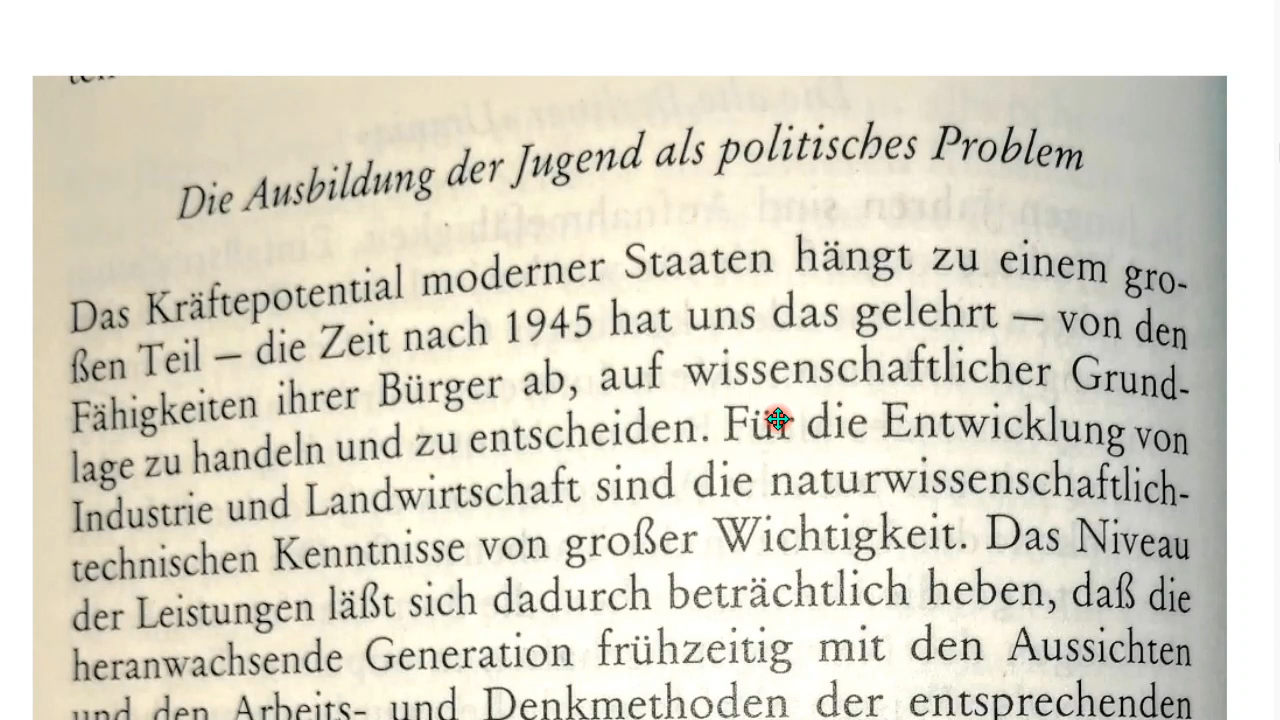 Die Ausbildung der Jugend als politisches Problem
Das Kräftepotential moderner Staaten hängt zu einem gro-
ßen Teil – die Zeit nach 1945 hat uns das gelehrt – von den
Fähigkeiten ihrer Bürger ab, auf wissenschaftlicher Grund-
lage zu handeln und zu entscheiden. Für die Entwicklung von
Industrie und Landwirtschaft sind die naturwissenschaftlich-
technischen Kenntnisse von großer Wichtigkeit. Das Niveau
der Leistungen läßt sich dadurch beträchtlich heben, daß die
heranwachsende Generation frühzeitig mit den Aussichten
und den Arbeits- und Denkmethoden der entsprechenden